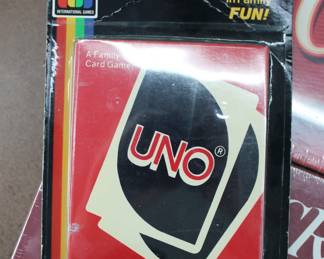 INTERNATIONAL GAMES
FUN!
A Family
Card Game
UNO®